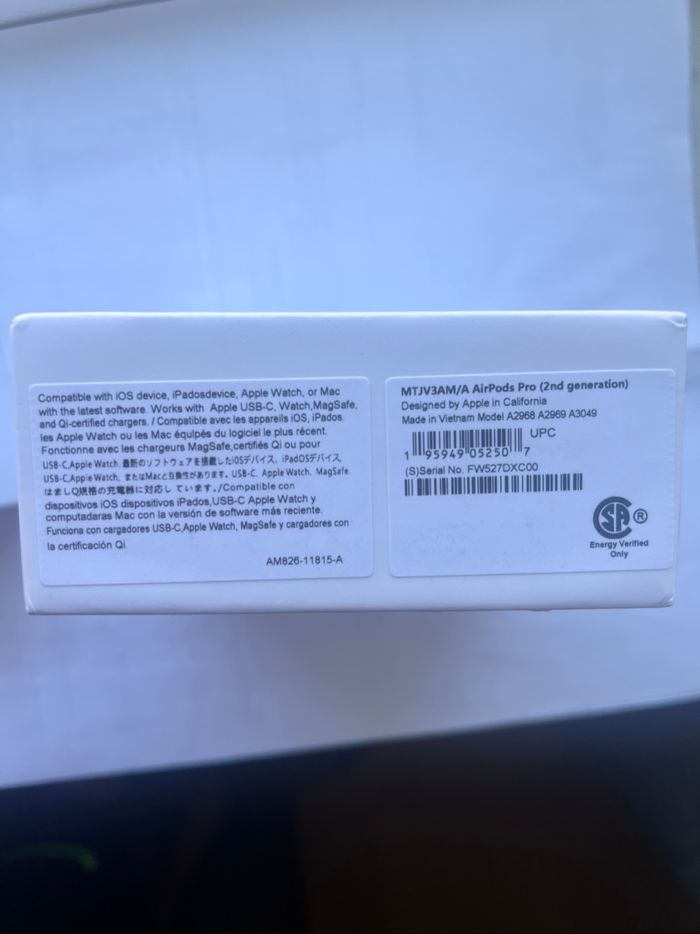 Compatible with iOS device, iPadosdevice, Apple Watch, or Mac
with the latest software. Works with Apple USB-C, Watch,MagSafe,
and Qi-certified chargers. / Compatible avec les appareils iOS, iPados.
les Apple Watch ou les Mac équipés du logiciel le plus récent.
Fonctionne avec les chargeurs MagSafe,certifiés Qi ou pour
USB-C,Apple Watch. 最新のソフトウェアを搭載したiOSデバイス、iPadOSデバイス
USB-C,Apple Watch, またはMacと互換性があります。USB-C. Apple Watch, MagSafe.
はましQ規格の充電器に対応し ています。/Compatible con
dispositivos iOS dispositivos iPados,USB-C Apple Watch y
computadaras Mac con la versión de software más reciente.
Funciona con cargadores USB-C,Apple Watch, MagSafe y cargadores con
la certificación Qi.
AM826-11815-A
MTJV3AM/A AirPods Pro (2nd generation)
Designed by Apple in California
Made in Vietnam Model A2968 A2969 A3049
UPC
1 95949 05250 7
(S)Serial No. FW527DXC00
SA ®
Energy Verified
Only